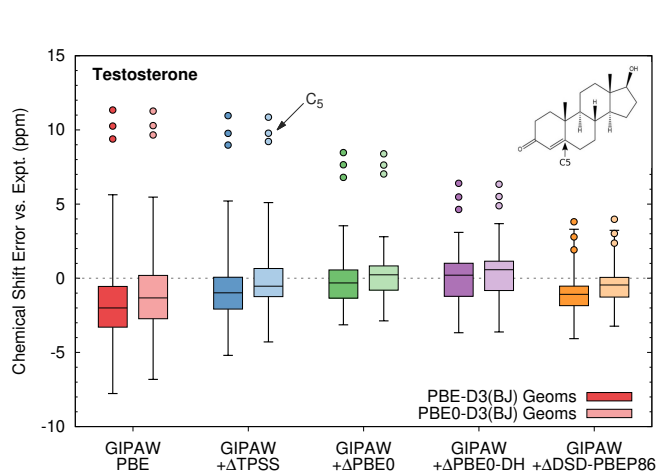 Testosterone
Chemical Shift Error vs. Expt. (ppm)
15
10
5
0
-5
-10
C5
OH
H
H
H
O
C5
PBE-D3(BJ) Geoms
PBE0-D3(BJ) Geoms
GIPAW
PBE
GIPAW
+ΔTPSS
GIPAW
+ΔPBE0
GIPAW
+ΔPBE0-DH
GIPAW
+ΔDSD-PBEP86